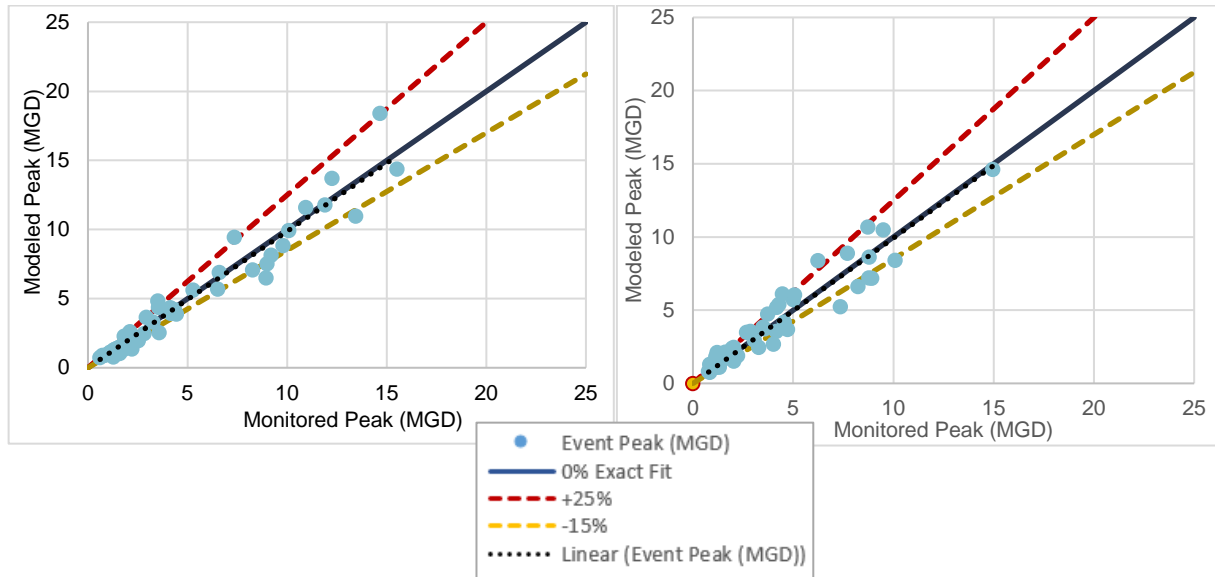 25
20
15
10
5
0
Modeled Peak (MGD)
0 5 10 15 20 25
Monitored Peak (MGD)
25
20
15
10
5
0
Modeled Peak (MGD)
0 5 10 15 20 25
Monitored Peak (MGD)
Event Peak (MGD)
0% Exact Fit
+25%
-15%
Linear (Event Peak (MGD))